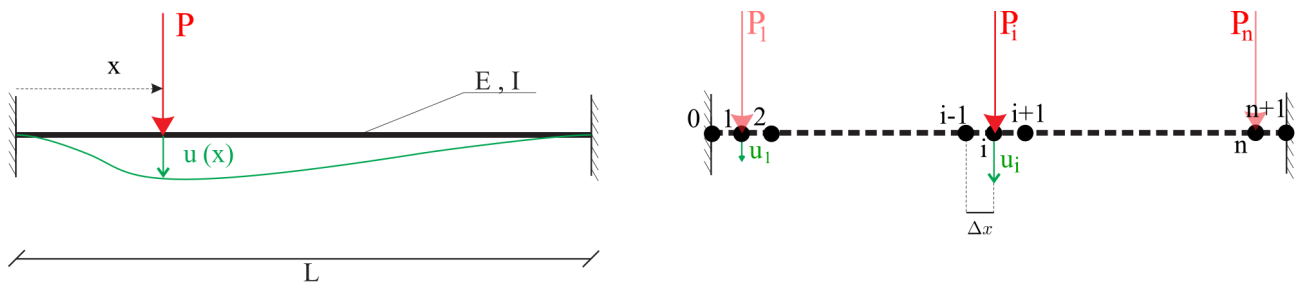 P
x
E , I
u (x)
L
P₁ Pᵢ Pₙ
0 1 2 i-1 i+1 n+1
i n
u₁ uᵢ
Δx